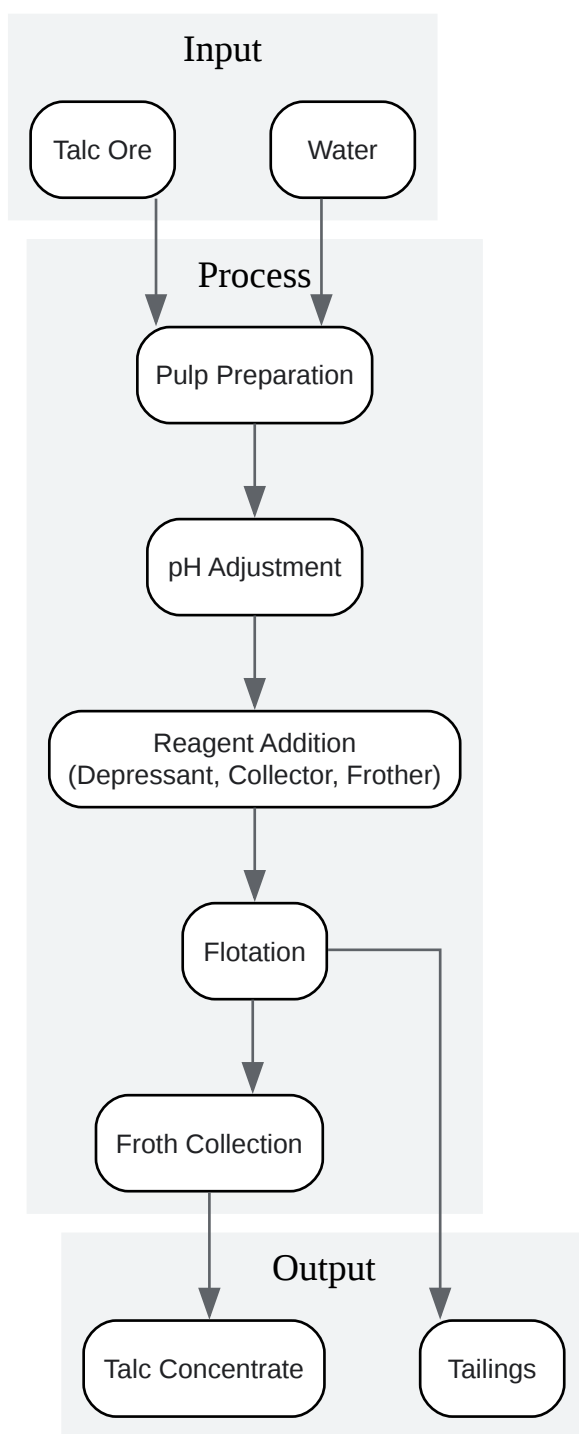 Input
Talc Ore
Water
Process
Pulp Preparation
pH Adjustment
Reagent Addition
(Depressant, Collector, Frother)
Flotation
Froth Collection
Output
Talc Concentrate
Tailings